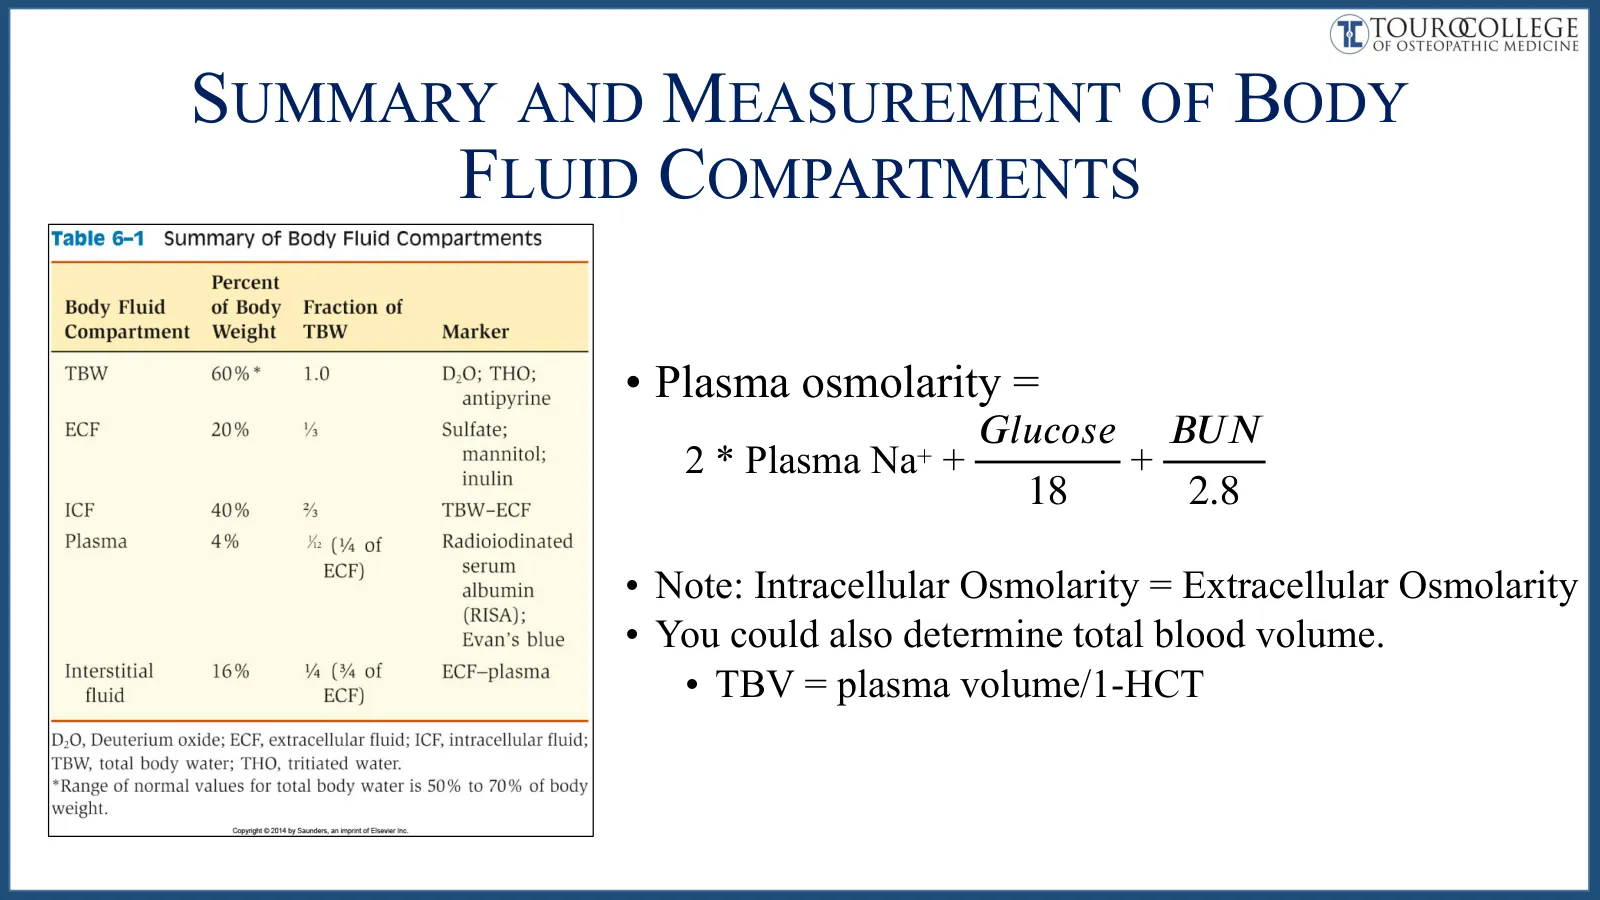 TOURO COLLEGE
OF OSTEOPATHIC MEDICINE
SUMMARY AND MEASUREMENT OF BODY
FLUID COMPARTMENTS
Table 6–1 Summary of Body Fluid Compartments
Body Fluid Compartment Percent of Body Weight Fraction of TBW Marker
TBW 60%* 1.0 D₂O; THO; antipyrine
ECF 20% ⅓ Sulfate; mannitol; inulin
ICF 40% ⅔ TBW–ECF
Plasma 4% 1/12 (¼ of ECF) Radioiodinated serum albumin (RISA); Evan's blue
Interstitial fluid 16% ¼ (¾ of ECF) ECF–plasma
D₂O, Deuterium oxide; ECF, extracellular fluid; ICF, intracellular fluid;
TBW, total body water; THO, tritiated water.
*Range of normal values for total body water is 50% to 70% of body
weight.
Copyright © 2014 by Saunders, an imprint of Elsevier Inc.
• Plasma osmolarity =
2 * Plasma Na⁺ + Glucose/18 + BUN/2.8
• Note: Intracellular Osmolarity = Extracellular Osmolarity
• You could also determine total blood volume.
• TBV = plasma volume/1-HCT